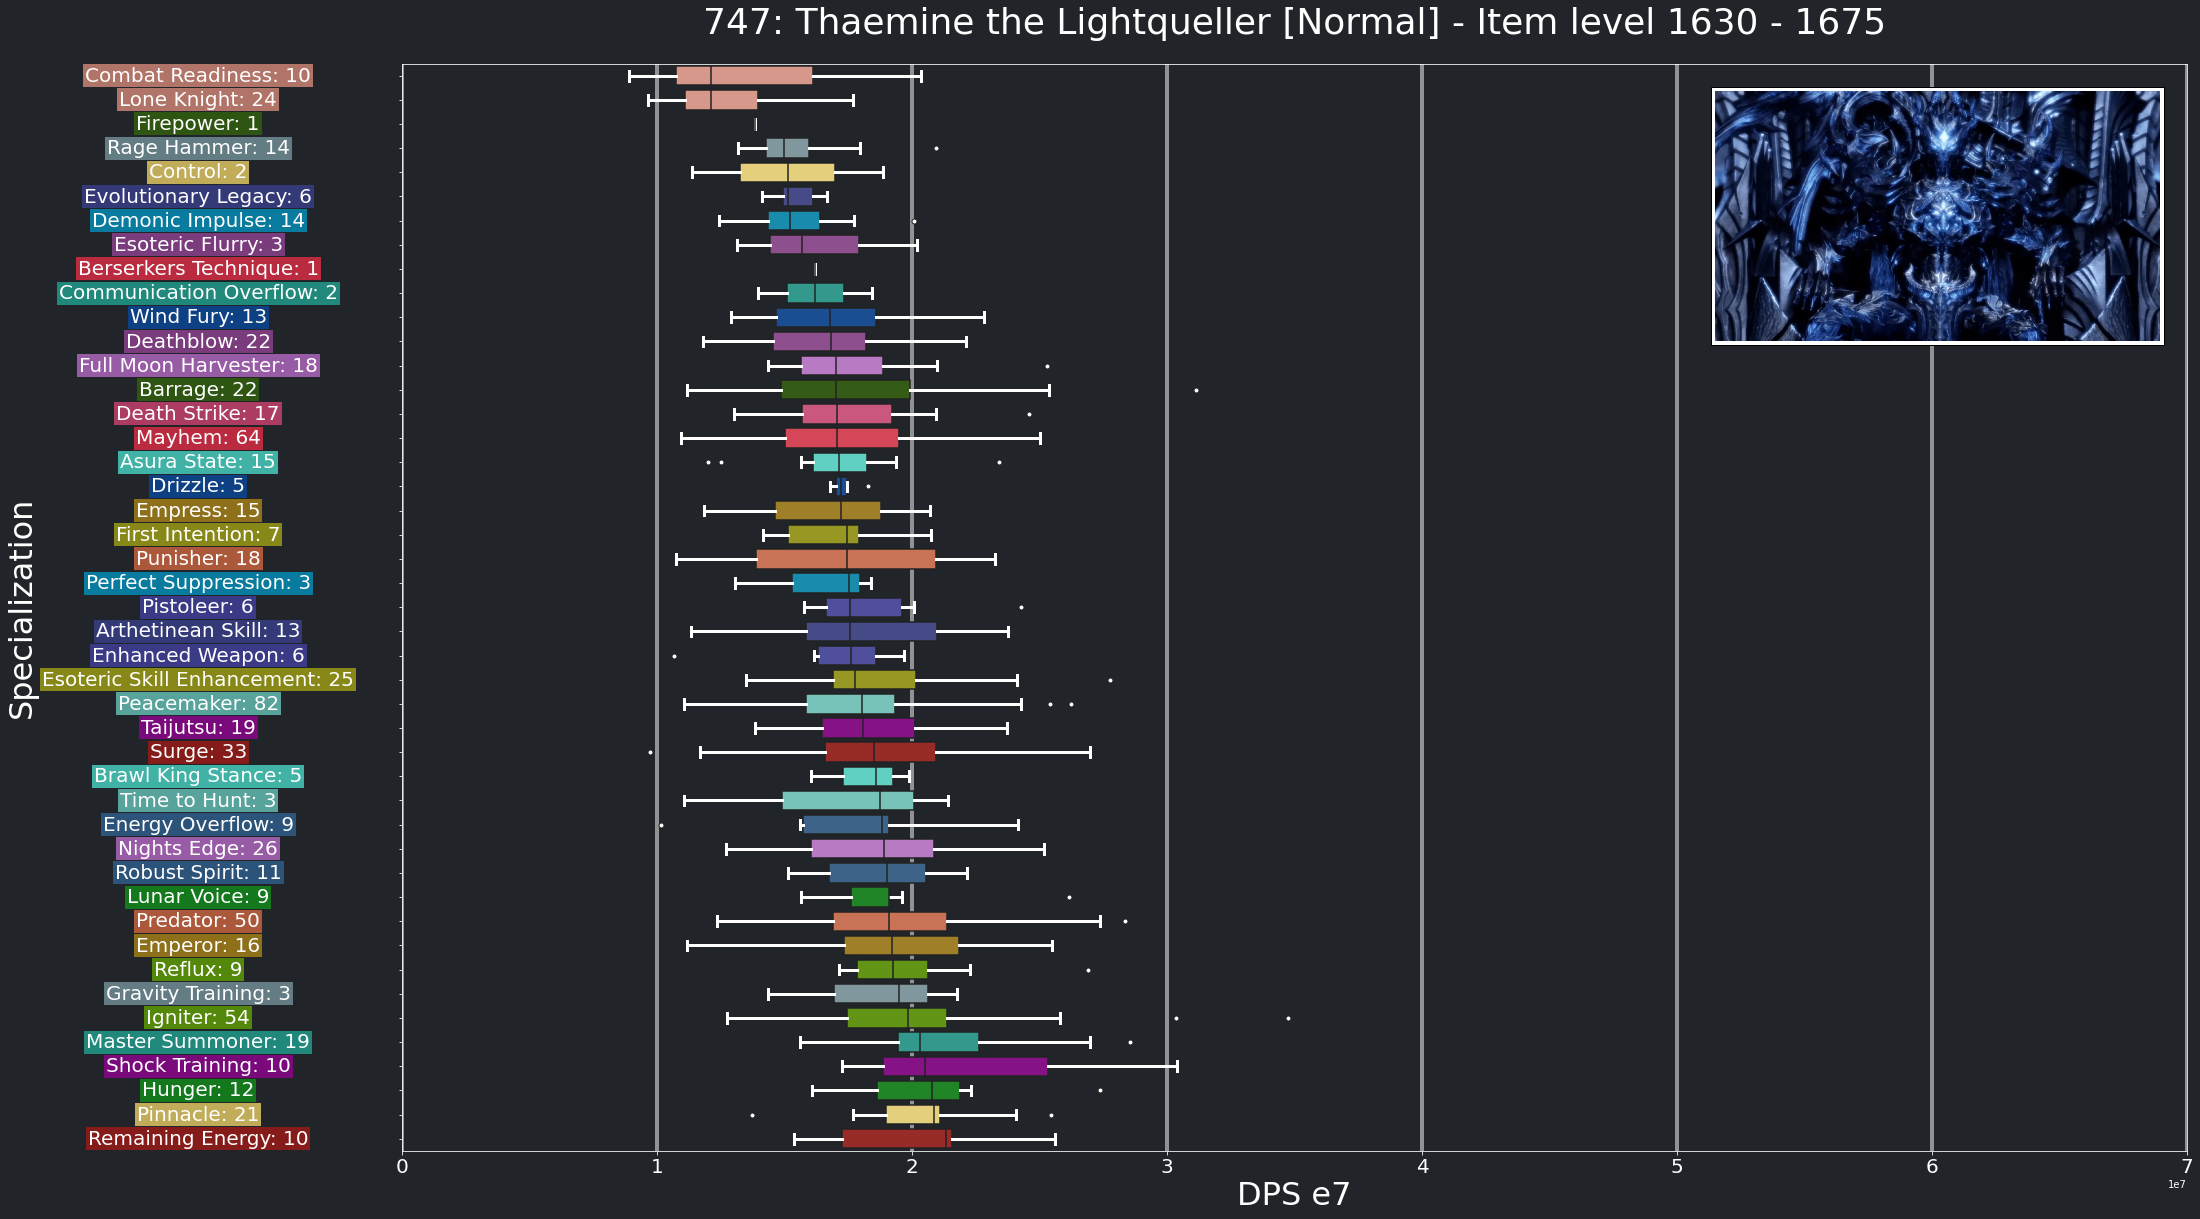 747: Thaemine the Lightqueller [Normal] - Item level 1630 - 1675
Specialization
Combat Readiness: 10
Lone Knight: 24
Firepower: 1
Rage Hammer: 14
Control: 2
Evolutionary Legacy: 6
Demonic Impulse: 14
Esoteric Flurry: 3
Berserkers Technique: 1
Communication Overflow: 2
Wind Fury: 13
Deathblow: 22
Full Moon Harvester: 18
Barrage: 22
Death Strike: 17
Mayhem: 64
Asura State: 15
Drizzle: 5
Empress: 15
First Intention: 7
Punisher: 18
Perfect Suppression: 3
Pistoleer: 6
Arthetinean Skill: 13
Enhanced Weapon: 6
Esoteric Skill Enhancement: 25
Peacemaker: 82
Taijutsu: 19
Surge: 33
Brawl King Stance: 5
Time to Hunt: 3
Energy Overflow: 9
Nights Edge: 26
Robust Spirit: 11
Lunar Voice: 9
Predator: 50
Emperor: 16
Reflux: 9
Gravity Training: 3
Igniter: 54
Master Summoner: 19
Shock Training: 10
Hunger: 12
Pinnacle: 21
Remaining Energy: 10
0 1 2 3 4 5 6 7
1e7
DPS e7